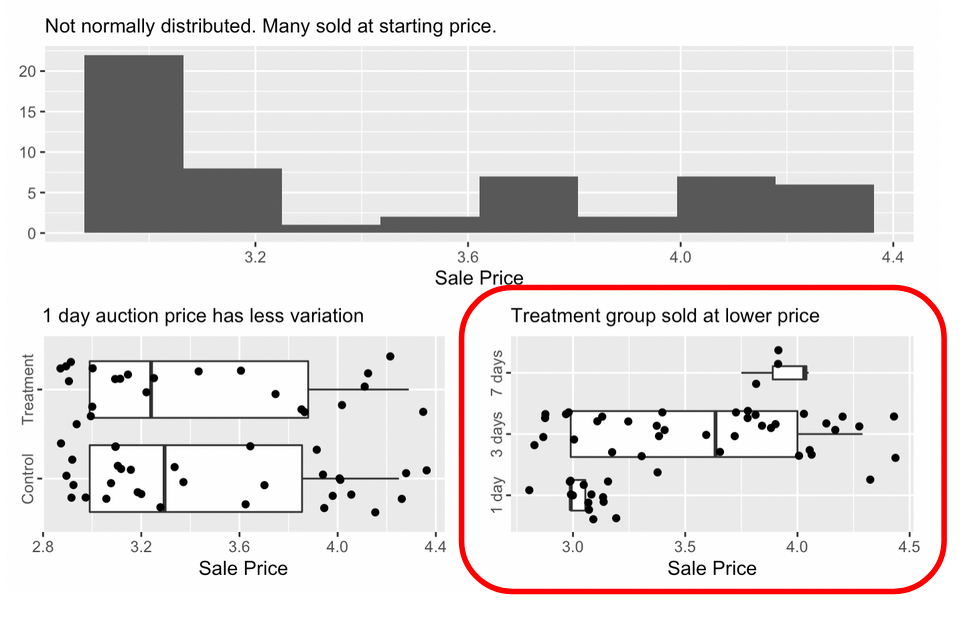 Not normally distributed. Many sold at starting price.
20
15
10
5
0
3.2 3.6 4.0 4.4
Sale Price
1 day auction price has less variation
Treatment
Control
2.8 3.2 3.6 4.0 4.4
Sale Price
Treatment group sold at lower price
7 days
3 days
1 day
3.0 3.5 4.0 4.5
Sale Price